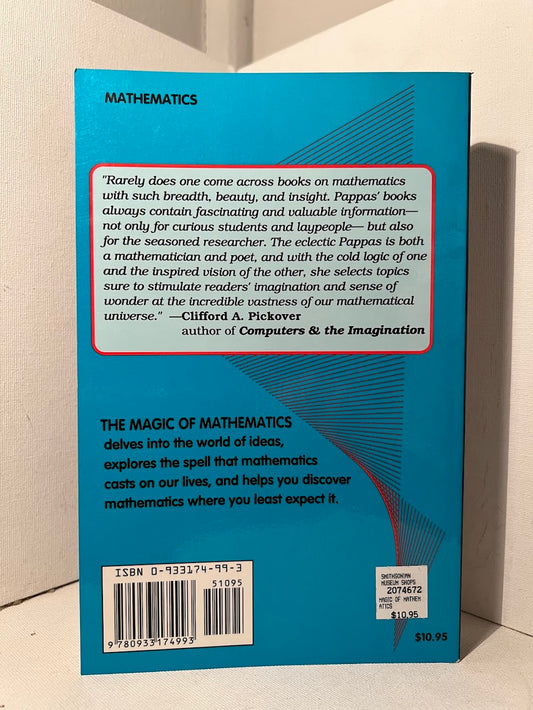 MATHEMATICS
"Rarely does one come across books on mathematics
with such breadth, beauty, and insight. Pappas' books
always contain fascinating and valuable information—
not only for curious students and laypeople— but also
for the seasoned researcher. The eclectic Pappas is both
a mathematician and poet, and with the cold logic of one
and the inspired vision of the other, she selects topics
sure to stimulate readers' imagination and sense of
wonder at the incredible vastness of our mathematical
universe." —Clifford A. Pickover
author of Computers & the Imagination
THE MAGIC OF MATHEMATICS
delves into the world of ideas,
explores the spell that mathematics
casts on our lives, and helps you discover
mathematics where you least expect it.
ISBN 0-933174-99-3
51095
9 780933 174993
SMITHSONIAN
MUSEUM SHOPS
2074672
MAGIC OF MATHEM
ATICS
$10.95
$10.95